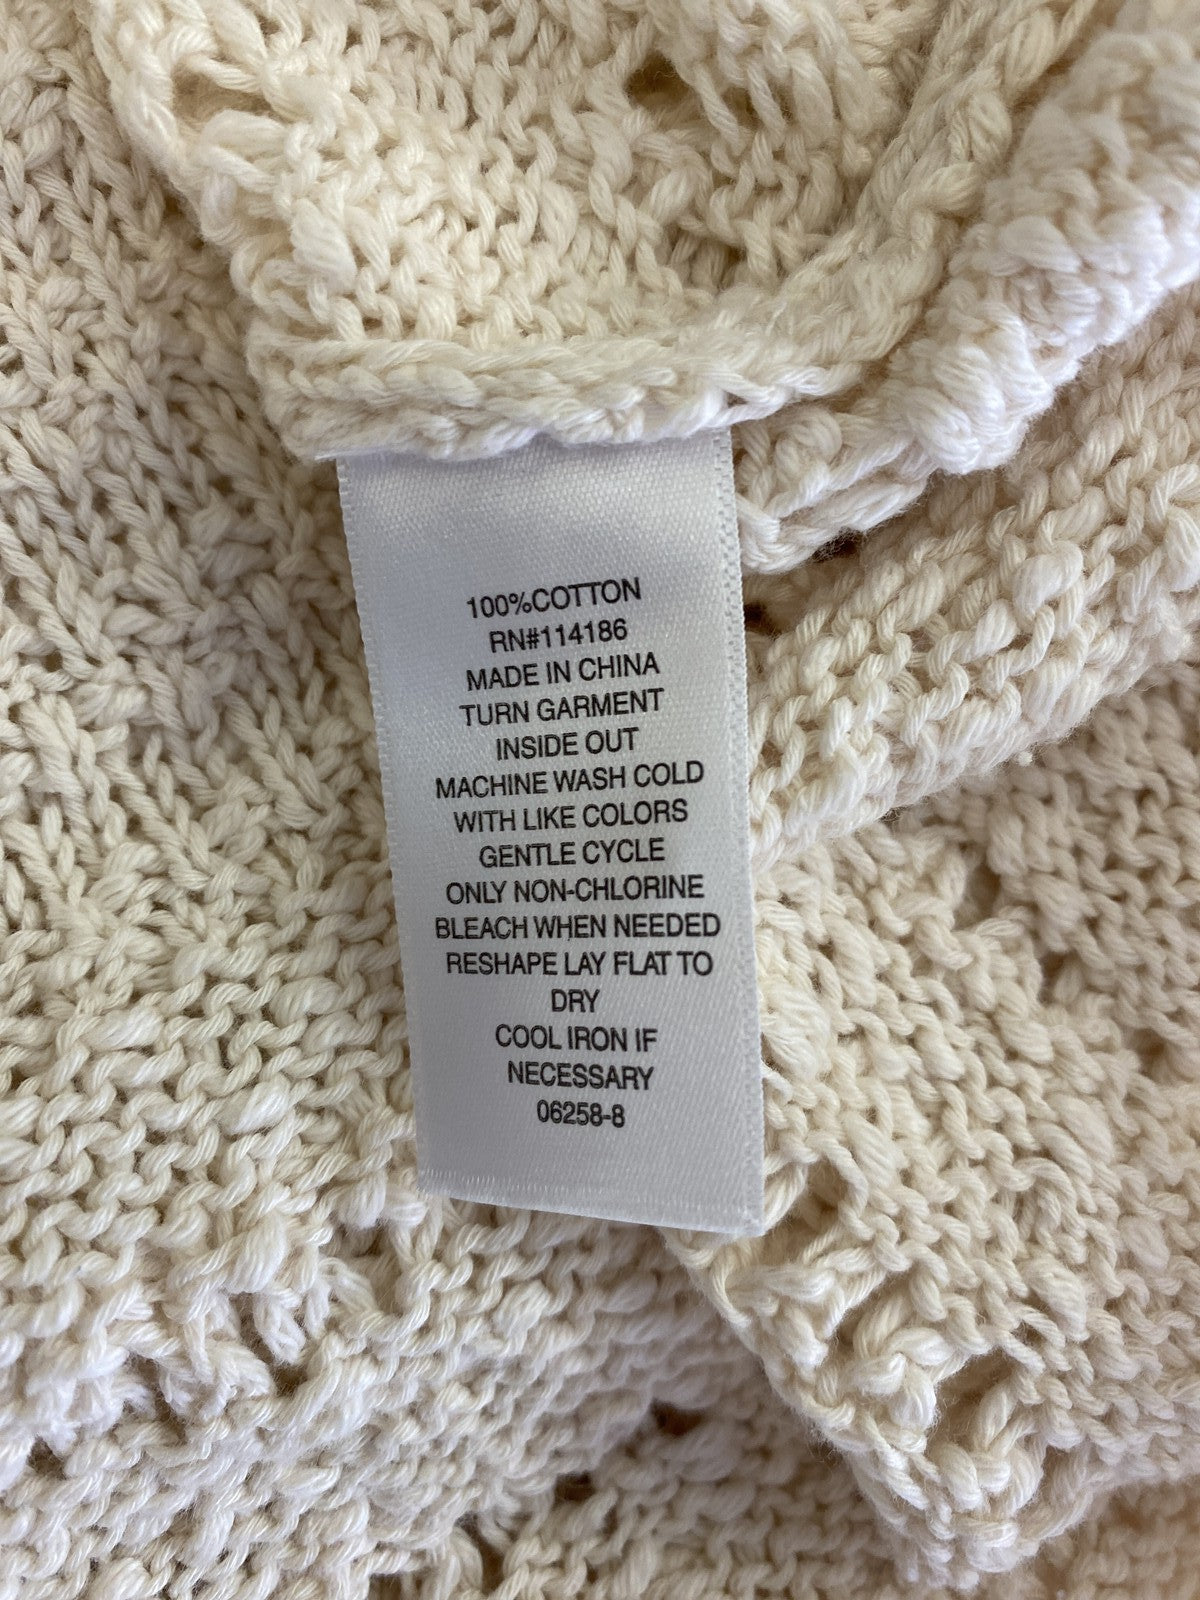 100%COTTON
RN#114186
MADE IN CHINA
TURN GARMENT
INSIDE OUT
MACHINE WASH COLD
WITH LIKE COLORS
GENTLE CYCLE
ONLY NON-CHLORINE
BLEACH WHEN NEEDED
RESHAPE LAY FLAT TO
DRY
COOL IRON IF
NECESSARY
06258-8